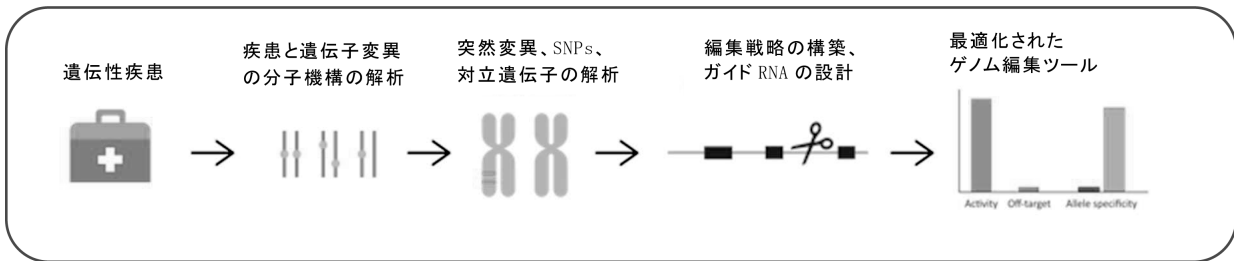 遺伝性疾患
疾患と遺伝子変異
の分子機構の解析
突然変異、SNPs、
対立遺伝子の解析
編集戦略の構築、
ガイド RNA の設計
最適化された
ゲノム編集ツール
Activity Off-target Allele specificity